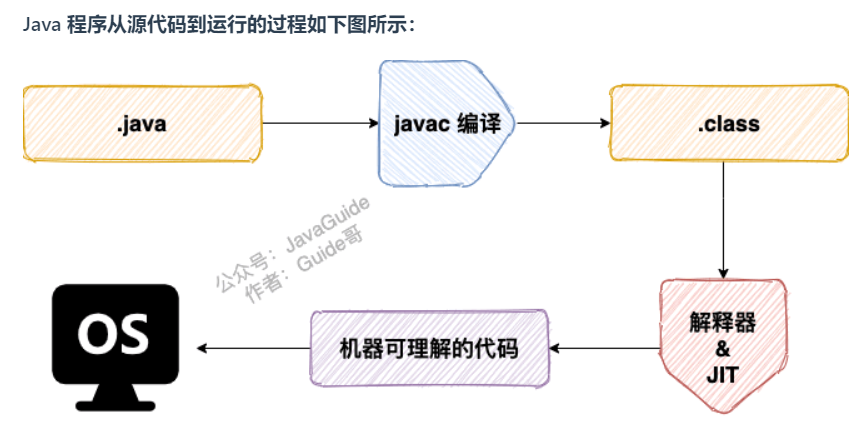 Java 程序从源代码到运行的过程如下图所示：
.java
javac 编译
.class
公众号：JavaGuide
作者：Guide哥
OS
机器可理解的代码
解释器
&
JIT